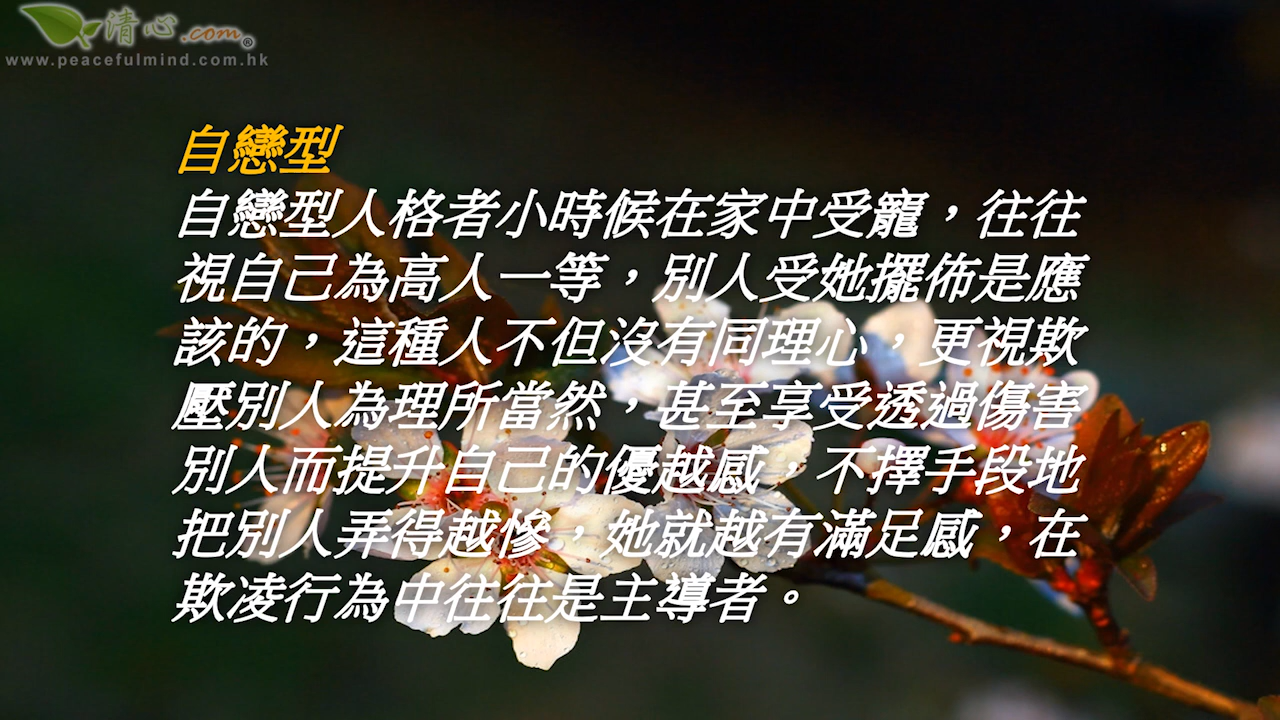 清心.com®
www.peacefulmind.com.hk
自戀型
自戀型人格者小時候在家中受寵，往往
視自己為高人一等，別人受她擺佈是應
該的，這種人不但沒有同理心，更視欺
壓別人為理所當然，甚至享受透過傷害
別人而提升自己的優越感，不擇手段地
把別人弄得越慘，她就越有滿足感，在
欺凌行為中往往是主導者。